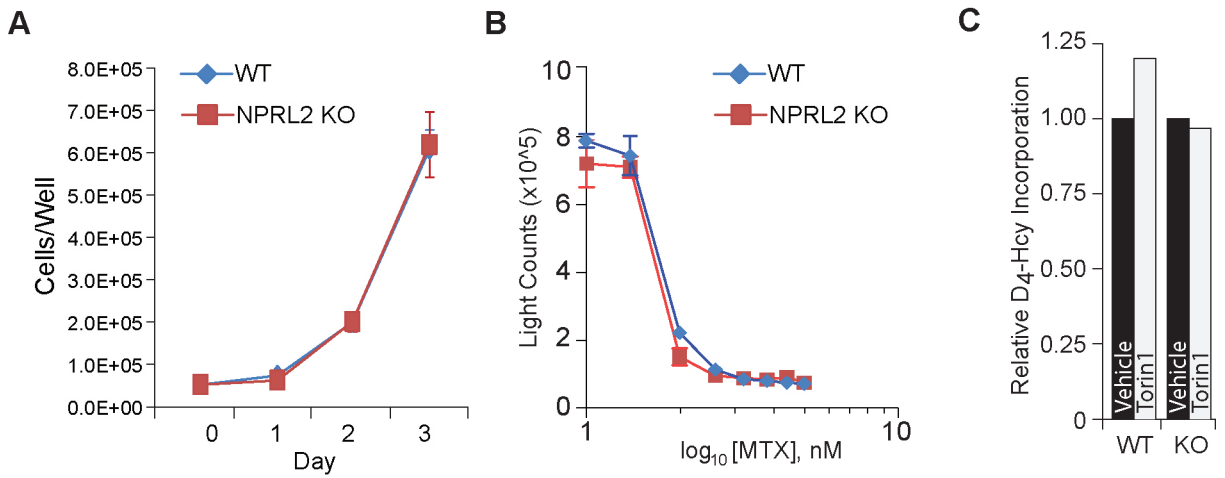 A
WT
NPRL2 KO
Cells/Well
8.0E+05
7.0E+05
6.0E+05
5.0E+05
4.0E+05
3.0E+05
2.0E+05
1.0E+05
0.0E+00
0 1 2 3
Day
B
WT
NPRL2 KO
Light Counts (x10^5)
10
8
6
4
2
0
1 10
log10 [MTX], nM
C
Relative D4-Hcy Incorporation
1.25
1.00
0.75
0.50
0.25
0
Vehicle
Torin1
Vehicle
Torin1
WT KO